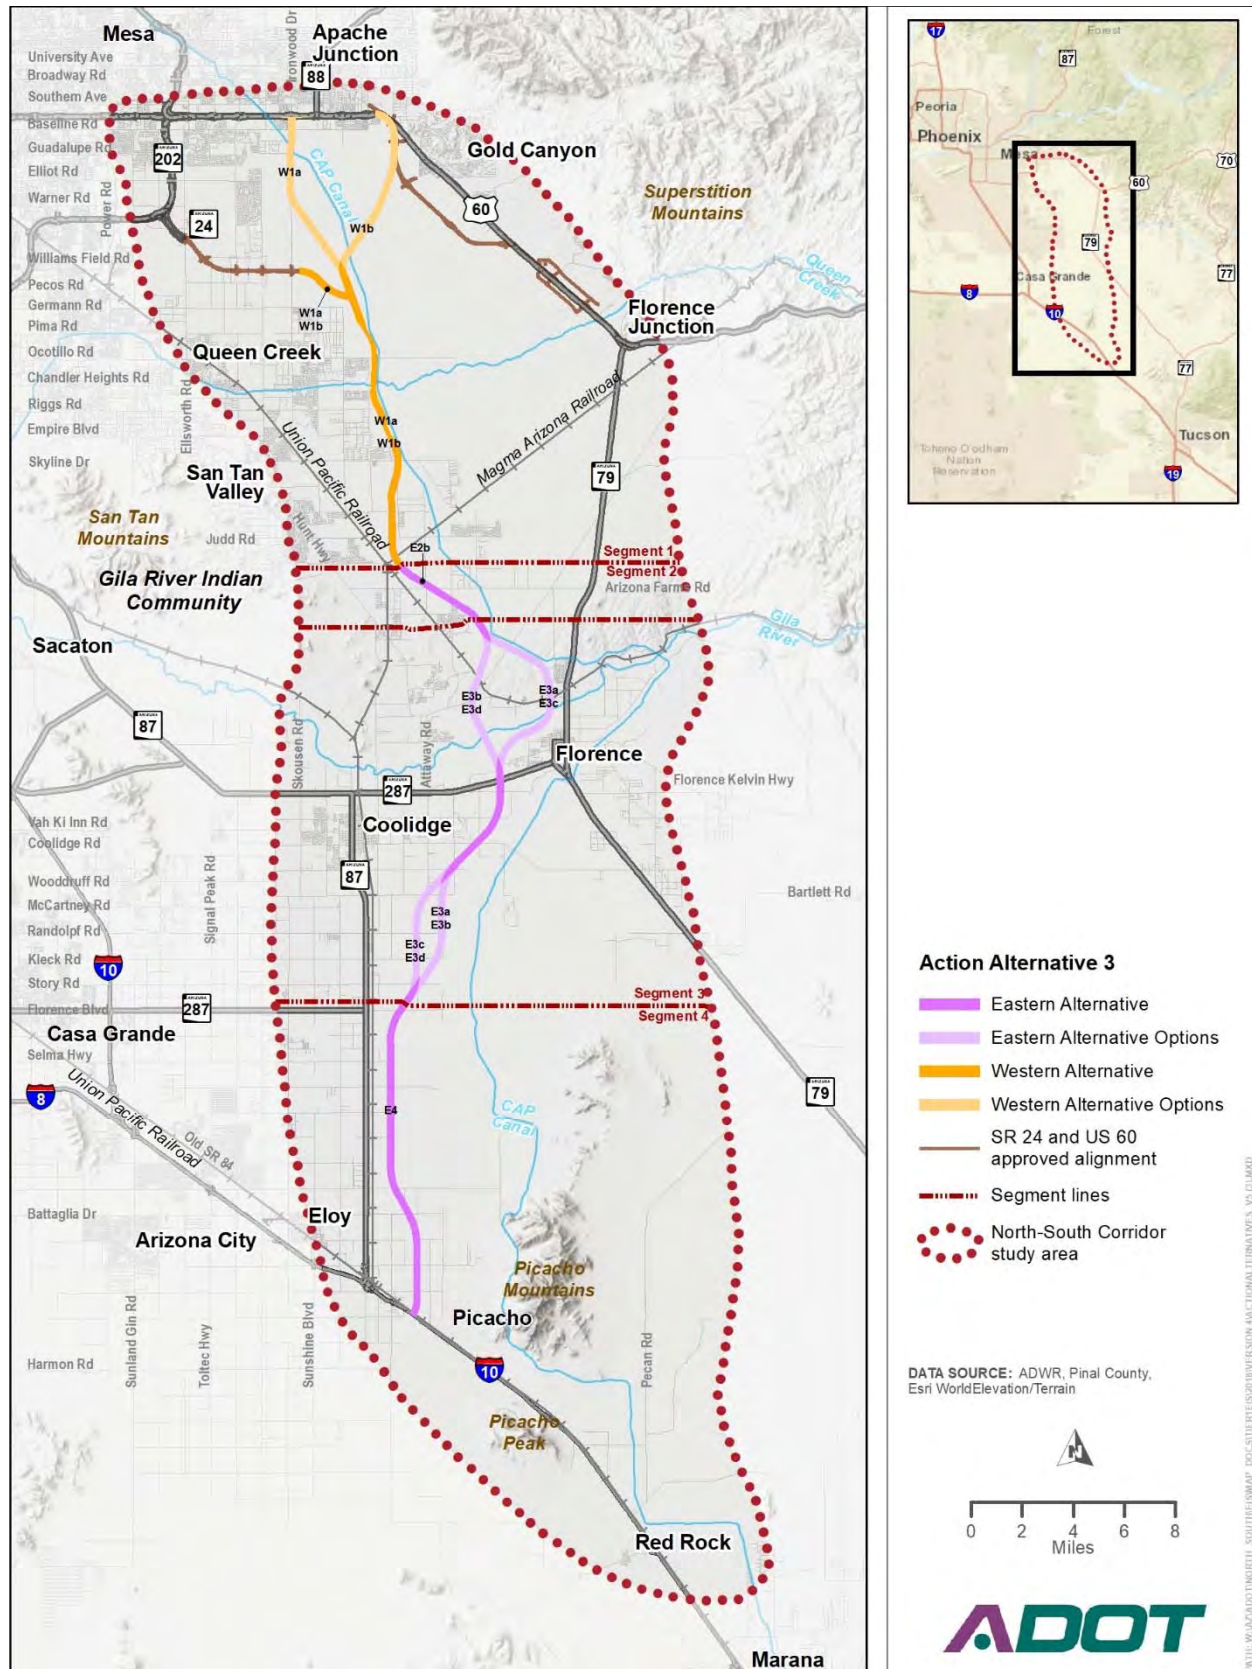 Mesa
Apache
Junction
Ironwood Dr
University Ave
Broadway Rd
Southern Ave
Baseline Rd
Guadalupe Rd
Elliot Rd
Warner Rd
Power Rd
Williams Field Rd
Pecos Rd
Germann Rd
Pima Rd
Ocotillo Rd
Chandler Heights Rd
Riggs Rd
Empire Blvd
Skyline Dr
88
202
24
60
Gold Canyon
Superstition
Mountains
CAP Canal
W1a
W1b
W1a
W1b
Queen
Creek
Florence
Junction
Queen Creek
Ellsworth Rd
W1a
W1b
Union Pacific Railroad
Magma Arizona Railroad
79
San Tan
Valley
San Tan
Mountains
Hunt Hwy
Judd Rd
E2b
Segment 1
Segment 2
Arizona Farms Rd
Gila River Indian
Community
Gila
River
Sacaton
E3b
E3d
E3a
E3c
87
Skousen Rd
Attaway Rd
Florence
Florence Kelvin Hwy
287
Vah Ki Inn Rd
Coolidge Rd
Coolidge
Wooddruff Rd
McCartney Rd
Randolpf Rd
Kleck Rd
Story Rd
Florence Blvd
Signal Peak Rd
87
Bartlett Rd
E3a
E3b
E3c
E3d
10
287
Segment 3
Segment 4
Casa Grande
Selma Hwy
8
Union Pacific Railroad
Old SR 84
E4
CAP
Canal
79
Battaglia Dr
Arizona City
Eloy
Picacho
Mountains
Picacho
Sunland Gin Rd
Toltec Hwy
Sunshine Blvd
Pecan Rd
Harmon Rd
10
Picacho
Peak
Red Rock
Marana
17
Forest
87
Peoria
Phoenix
Mesa
70
60
79
77
Casa Grande
8
10
77
Tucson
Tohono O'odham
Nation
Reservation
19
Action Alternative 3
Eastern Alternative
Eastern Alternative Options
Western Alternative
Western Alternative Options
SR 24 and US 60
approved alignment
Segment lines
North-South Corridor
study area
DATA SOURCE: ADWR, Pinal County,
Esri WorldElevation/Terrain
N
0 2 4 6 8
Miles
ADOT